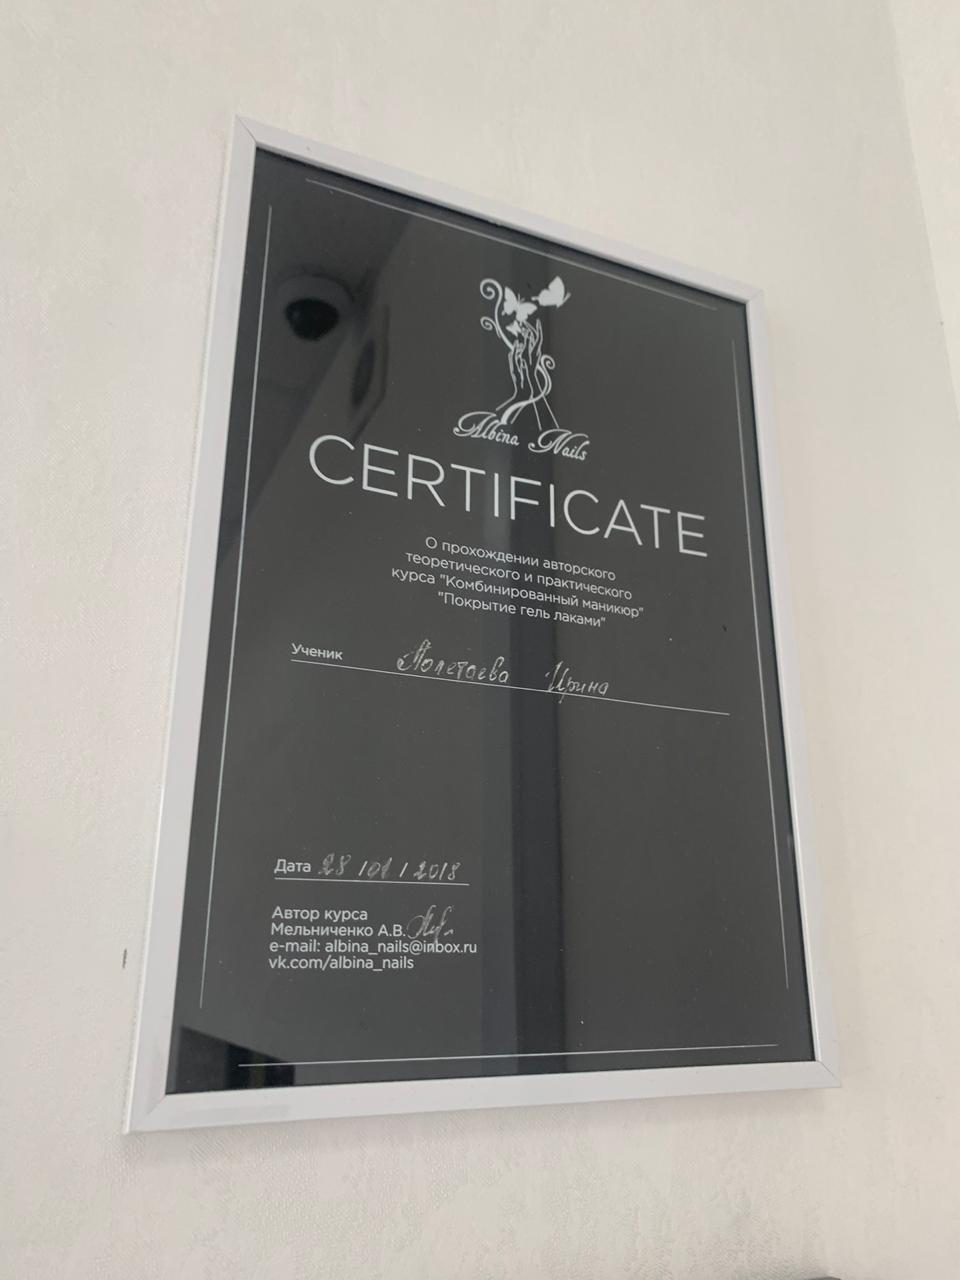 Albina Nails
CERTIFICATE
О прохождении авторского
теоретического и практического
курса "Комбинированный маникюр"
"Покрытие гель лаками"
Ученик Полетаева Ирина
Дата 28 / 01 / 2018
Автор курса
Мельниченко А.В.
e-mail: albina_nails@inbox.ru
vk.com/albina_nails